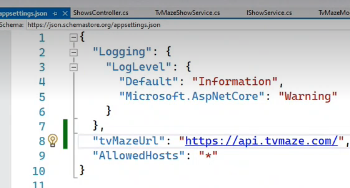 appsettings.json ShowsController.cs TvMazeShowService.cs IShowService.cs
Schema: https://json.schemastore.org/appsettings.json
1 {
2 "Logging": {
3 "LogLevel": {
4 "Default": "Information",
5 "Microsoft.AspNetCore": "Warning"
6 }
7 },
8 "tvMazeUrl": "https://api.tvmaze.com/",
9 "AllowedHosts": "*"
10 }